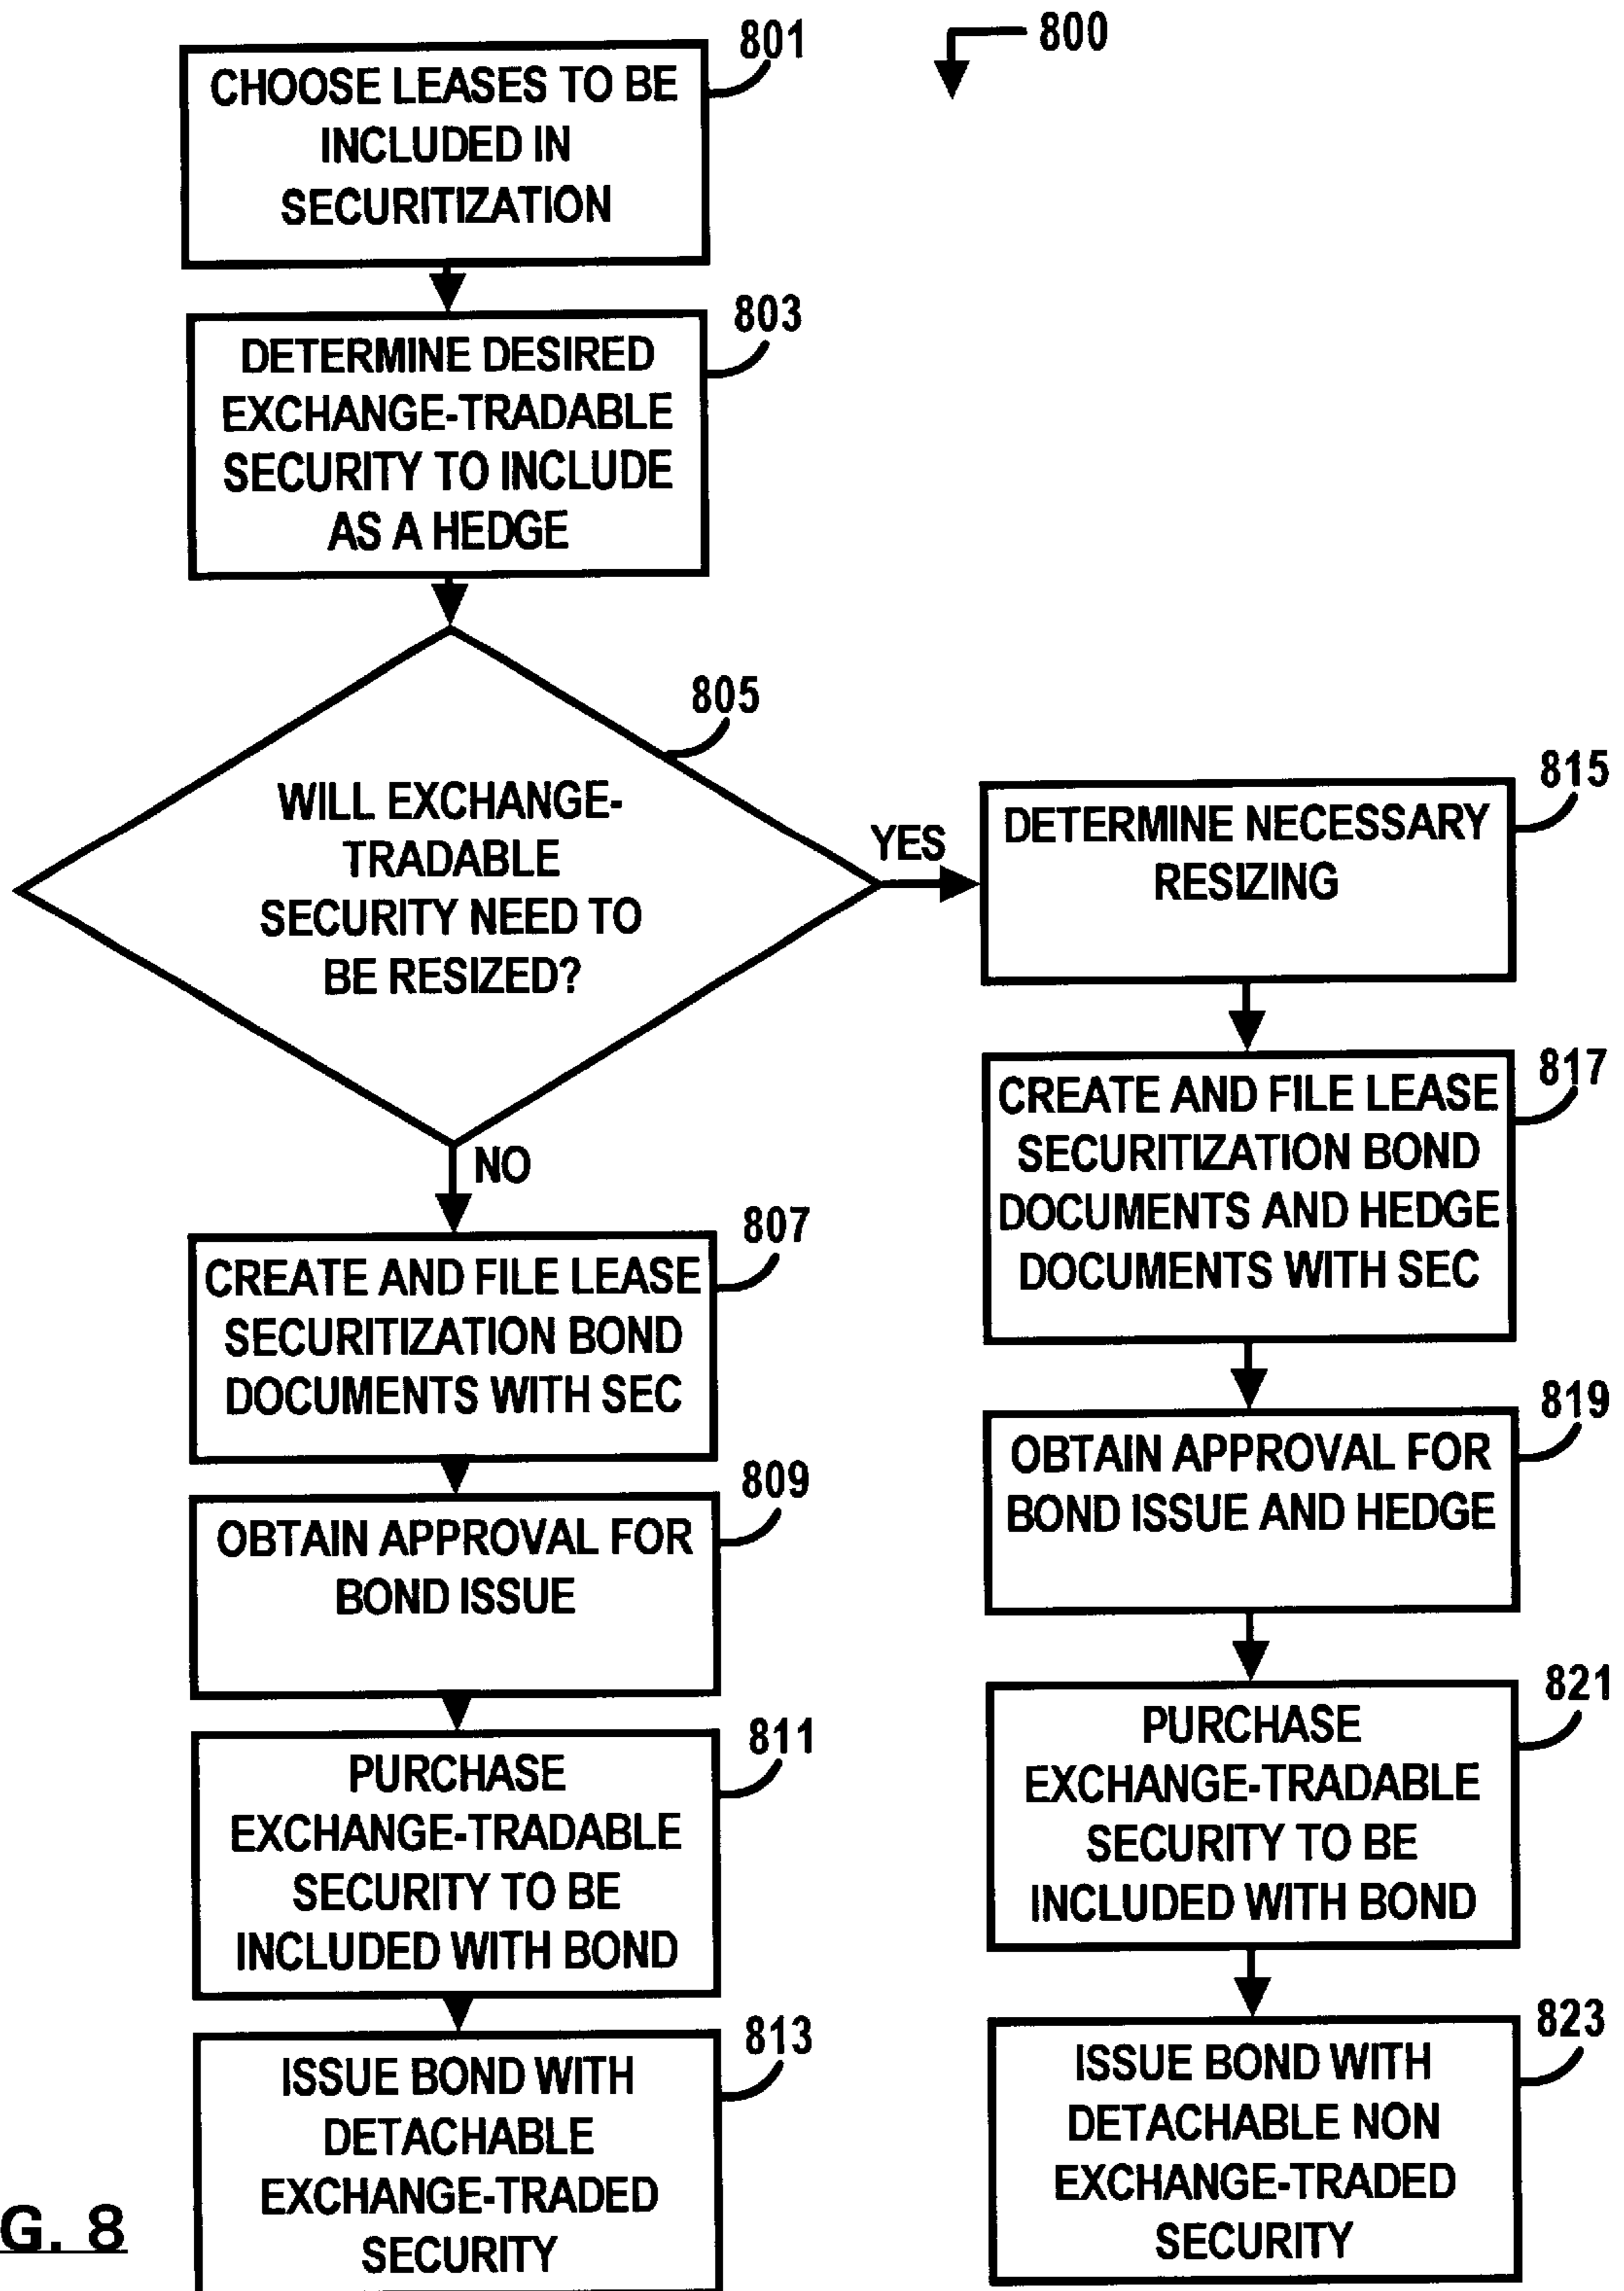 800
801
CHOOSE LEASES TO BE
INCLUDED IN
SECURITIZATION
803
DETERMINE DESIRED
EXCHANGE-TRADABLE
SECURITY TO INCLUDE
AS A HEDGE
805
WILL EXCHANGE-
TRADABLE
SECURITY NEED TO
BE RESIZED?
YES
NO
807
CREATE AND FILE LEASE
SECURITIZATION BOND
DOCUMENTS WITH SEC
809
OBTAIN APPROVAL FOR
BOND ISSUE
811
PURCHASE
EXCHANGE-TRADABLE
SECURITY TO BE
INCLUDED WITH BOND
813
ISSUE BOND WITH
DETACHABLE
EXCHANGE-TRADED
SECURITY
815
DETERMINE NECESSARY
RESIZING
817
CREATE AND FILE LEASE
SECURITIZATION BOND
DOCUMENTS AND HEDGE
DOCUMENTS WITH SEC
819
OBTAIN APPROVAL FOR
BOND ISSUE AND HEDGE
821
PURCHASE
EXCHANGE-TRADABLE
SECURITY TO BE
INCLUDED WITH BOND
823
ISSUE BOND WITH
DETACHABLE NON
EXCHANGE-TRADED
SECURITY
G. 8